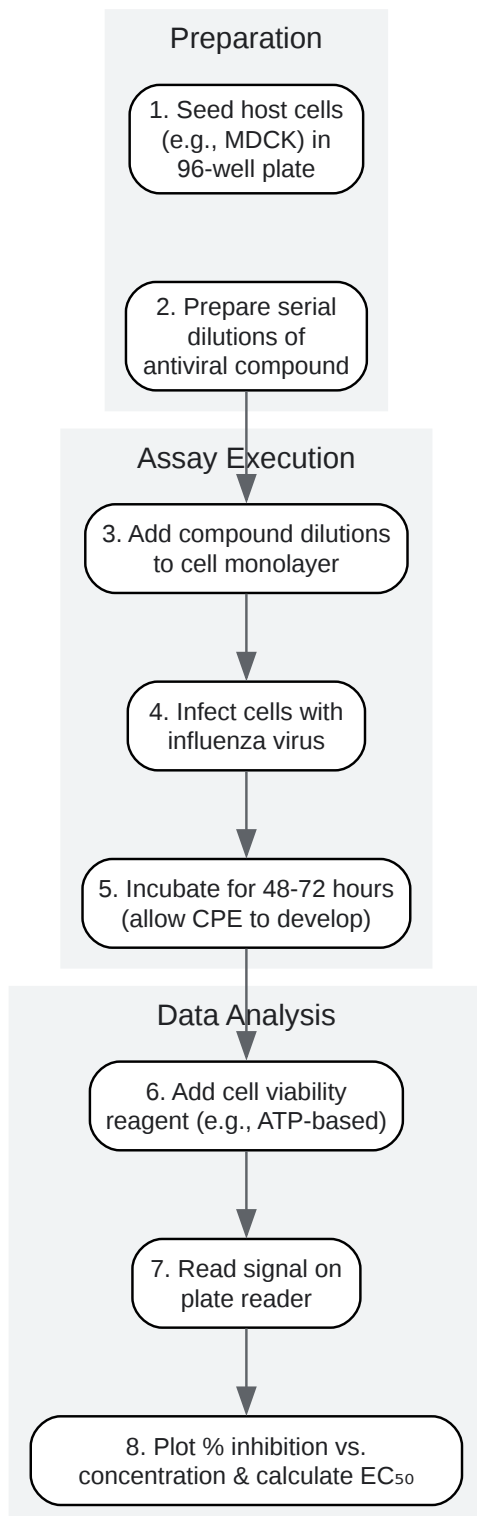 Preparation
1. Seed host cells
(e.g., MDCK) in
96-well plate
2. Prepare serial
dilutions of
antiviral compound
Assay Execution
3. Add compound dilutions
to cell monolayer
4. Infect cells with
influenza virus
5. Incubate for 48-72 hours
(allow CPE to develop)
Data Analysis
6. Add cell viability
reagent (e.g., ATP-based)
7. Read signal on
plate reader
8. Plot % inhibition vs.
concentration & calculate EC₅₀